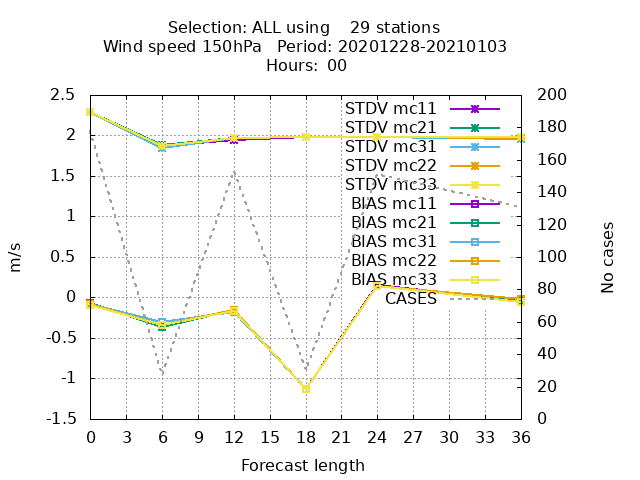 Selection: ALL using    29 stations
Wind speed 150hPa   Period: 20201228-20210103
Hours: 00
m/s
2.5
2
1.5
1
0.5
0
-0.5
-1
-1.5
STDV mc11
STDV mc21
STDV mc31
STDV mc22
STDV mc33
BIAS mc11
BIAS mc21
BIAS mc31
BIAS mc22
BIAS mc33
CASES
200
180
160
140
120
100
80
60
40
20
0
No cases
0 3 6 9 12 15 18 21 24 27 30 33 36
Forecast length